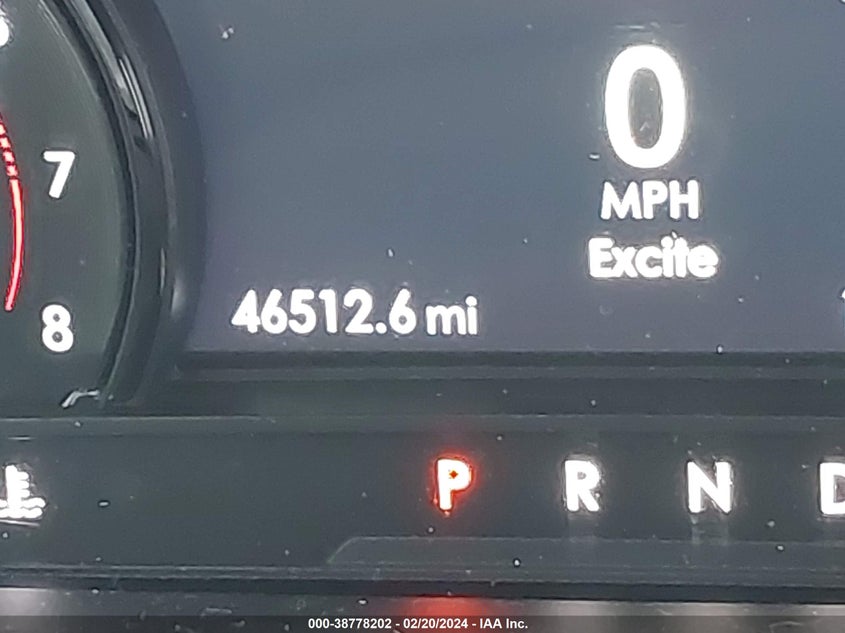 7
8
0
MPH
Excite
46512.6 mi
P R N D
000-38778202 - 02/20/2024 - IAA Inc.